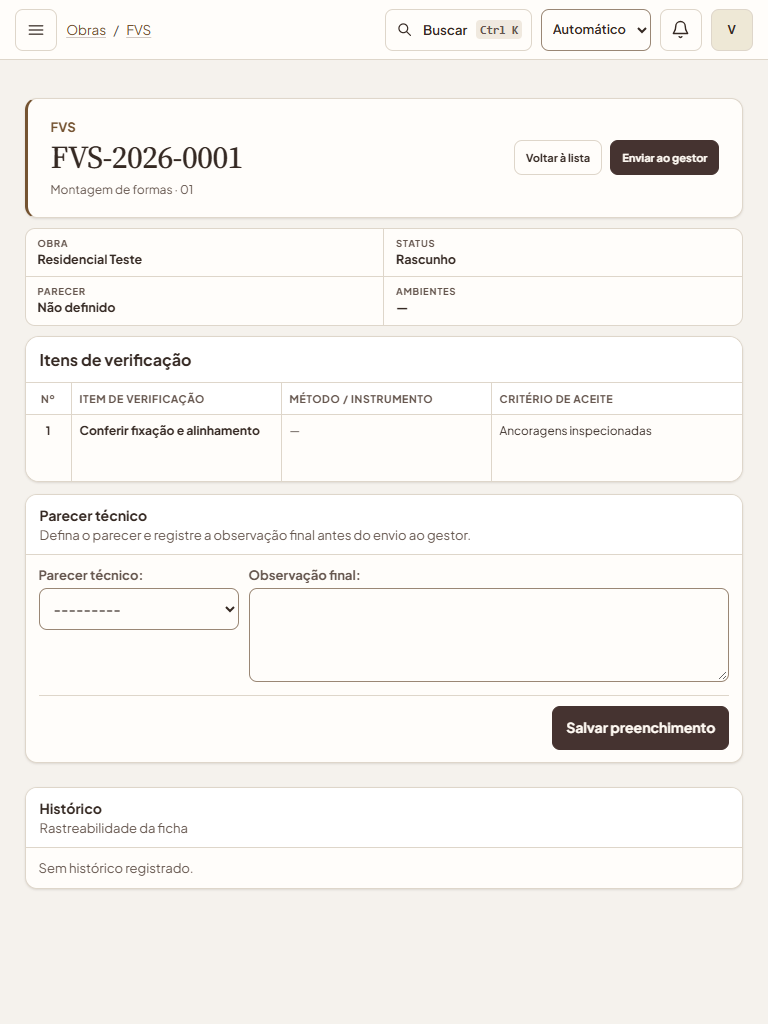 Obras / FVS
Buscar Ctrl K
Automático
V
FVS
FVS-2026-0001
Montagem de formas · 01
Voltar à lista
Enviar ao gestor
OBRA
Residencial Teste
STATUS
Rascunho
PARECER
Não definido
AMBIENTES
—
Itens de verificação
Nº ITEM DE VERIFICAÇÃO MÉTODO / INSTRUMENTO CRITÉRIO DE ACEITE
1 Conferir fixação e alinhamento — Ancoragens inspecionadas
Parecer técnico
Defina o parecer e registre a observação final antes do envio ao gestor.
Parecer técnico:
---------
Observação final:
Salvar preenchimento
Histórico
Rastreabilidade da ficha
Sem histórico registrado.